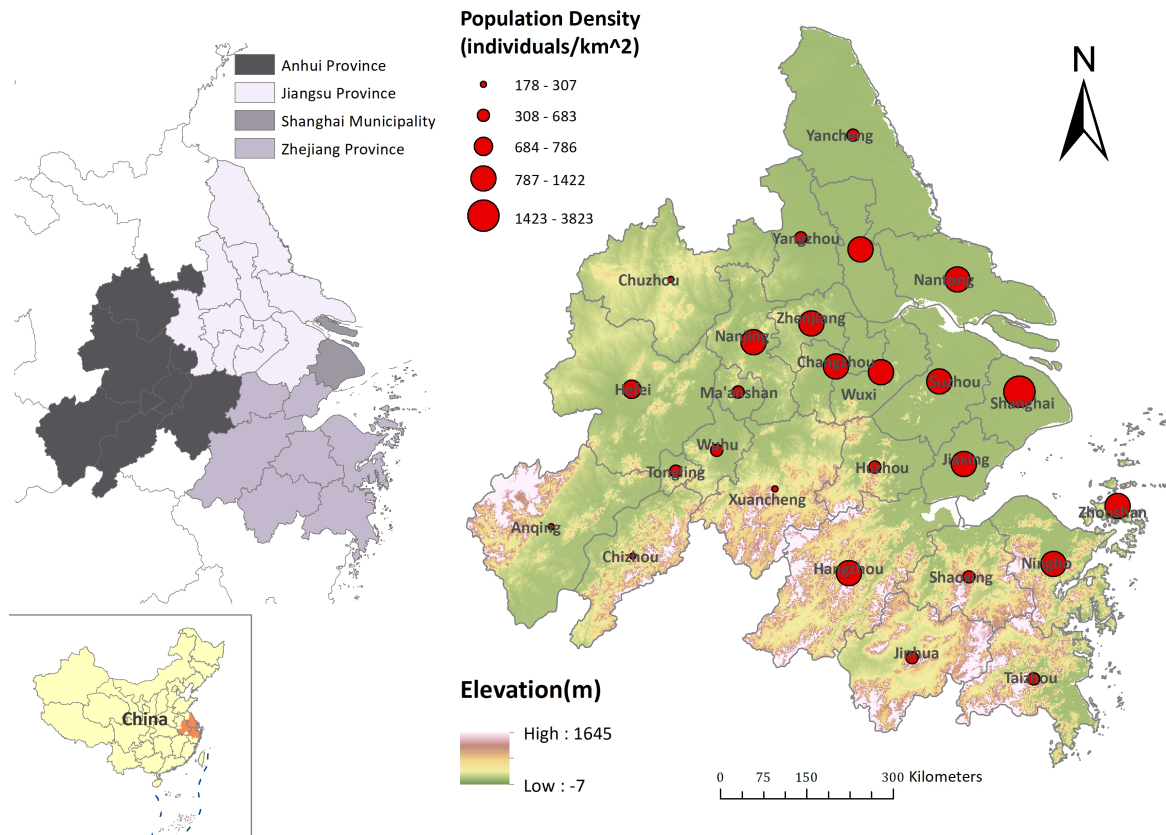 Anhui Province
Jiangsu Province
Shanghai Municipality
Zhejiang Province
Population Density
(individuals/km^2)
178 - 307
308 - 683
684 - 786
787 - 1422
1423 - 3823
N
Yancheng
Yangzhou
Chuzhou
Nantong
Zhenjiang
Nanjing
Changzhou
Hefei
Ma'anshan
Wuxi
Suzhou
Shanghai
Wuhu
Tongling
Huzhou
Jiaxing
Xuancheng
Zhoushan
Anqing
Chizhou
Hangzhou
Shaoxing
Ningbo
Jinhua
Taizhou
China
Elevation(m)
High : 1645
Low : -7
0 75 150 300 Kilometers